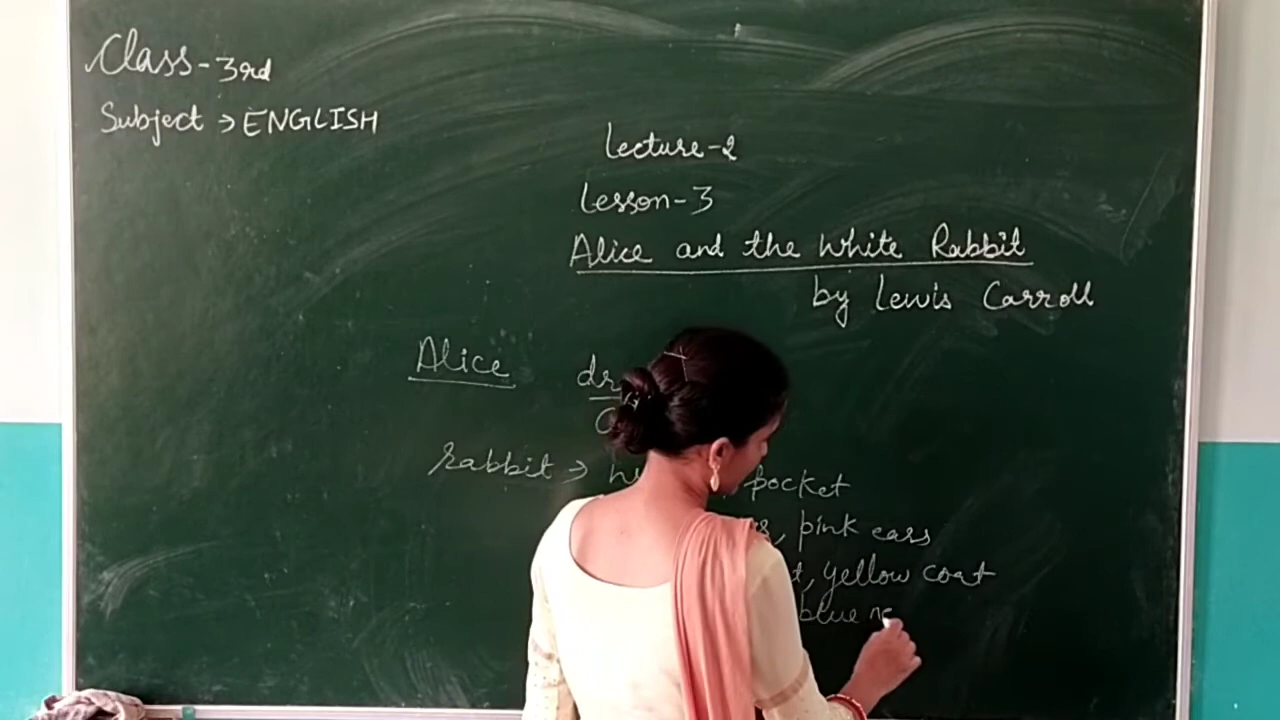 Class-3rd
Subject → ENGLISH
Lecture-2
Lesson-3
Alice and the White Rabbit
by Lewis Carroll
Alice
rabbit → pocket
pink ears
yellow coat
blue